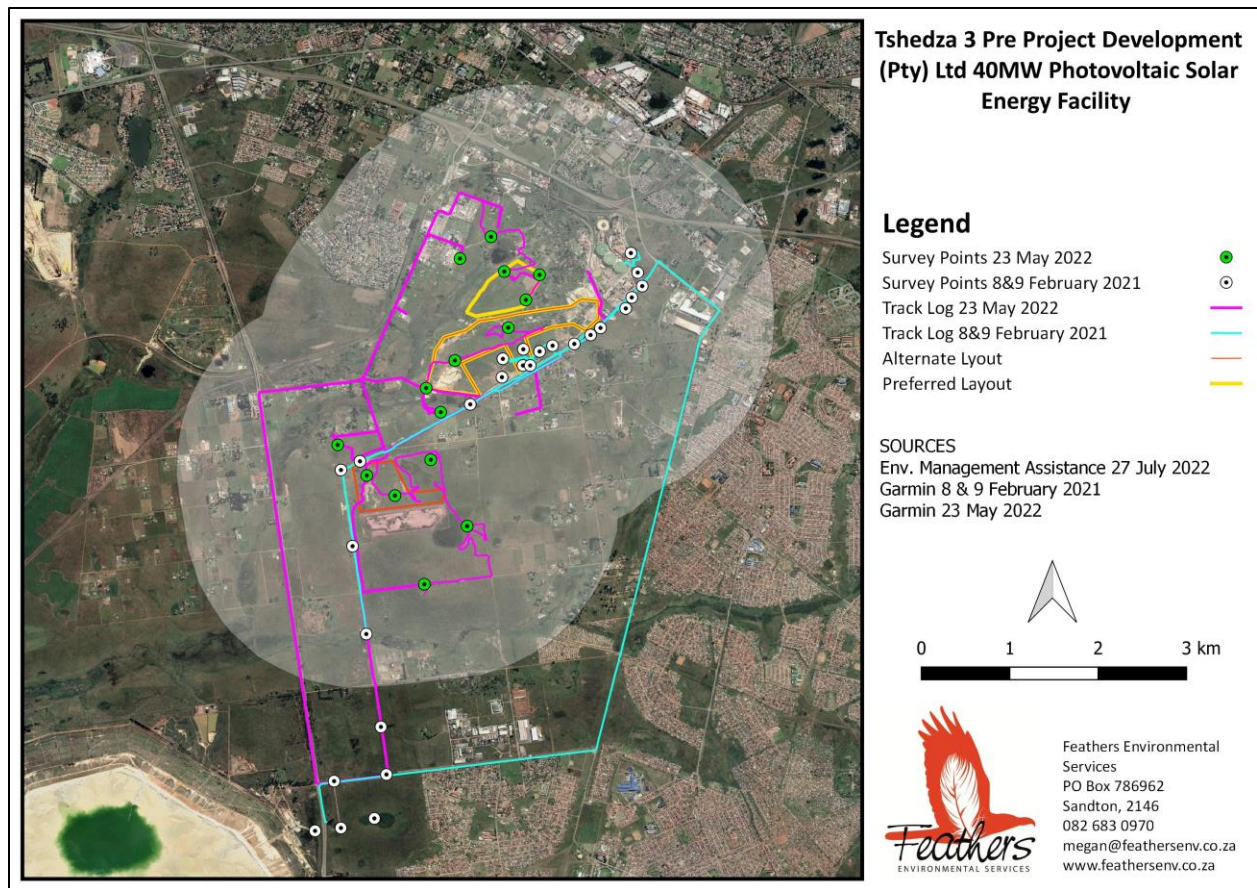 Tshedza 3 Pre Project Development
(Pty) Ltd 40MW Photovoltaic Solar
Energy Facility
Legend
Survey Points 23 May 2022
Survey Points 8&9 February 2021
Track Log 23 May 2022
Track Log 8&9 February 2021
Alternate Lyout
Preferred Layout
SOURCES
Env. Management Assistance 27 July 2022
Garmin 8 & 9 February 2021
Garmin 23 May 2022
0 1 2 3 km
Feathers
ENVIRONMENTAL SERVICES
Feathers Environmental
Services
PO Box 786962
Sandton, 2146
082 683 0970
megan@feathersenv.co.za
www.feathersenv.co.za